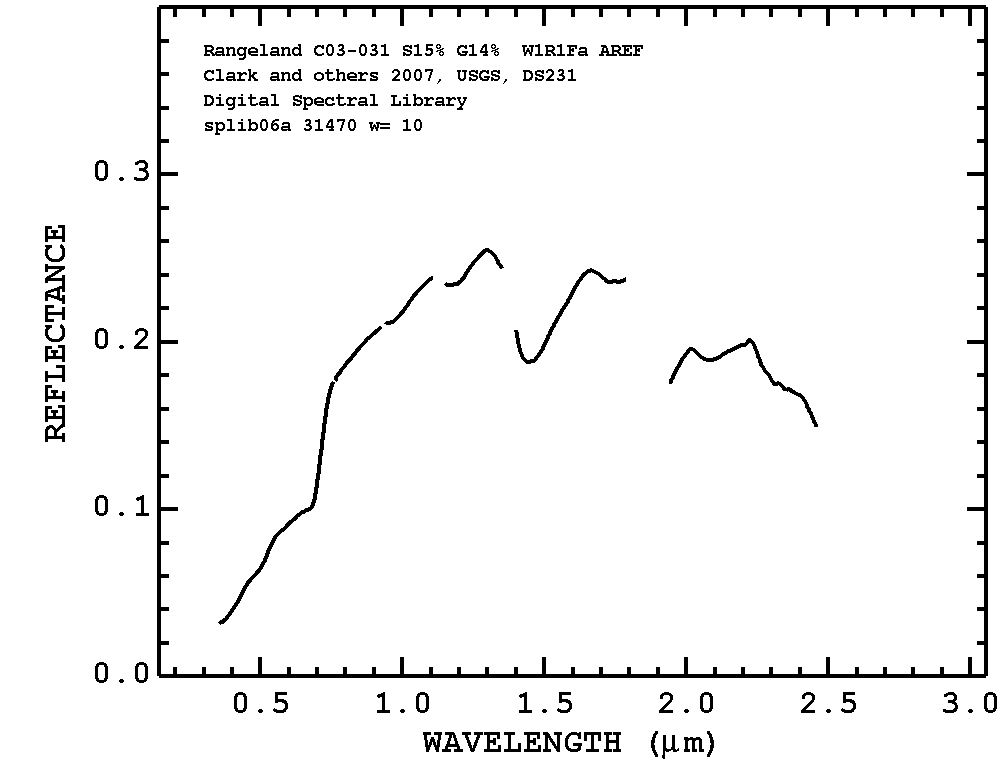 Rangeland C03-031 S15% G14%  W1R1Fa AREF
Clark and others 2007, USGS, DS231
Digital Spectral Library
splib06a 31470 w= 10
0.3
0.2
0.1
0.0
REFLECTANCE
0.5 1.0 1.5 2.0 2.5 3.0
WAVELENGTH (μm)